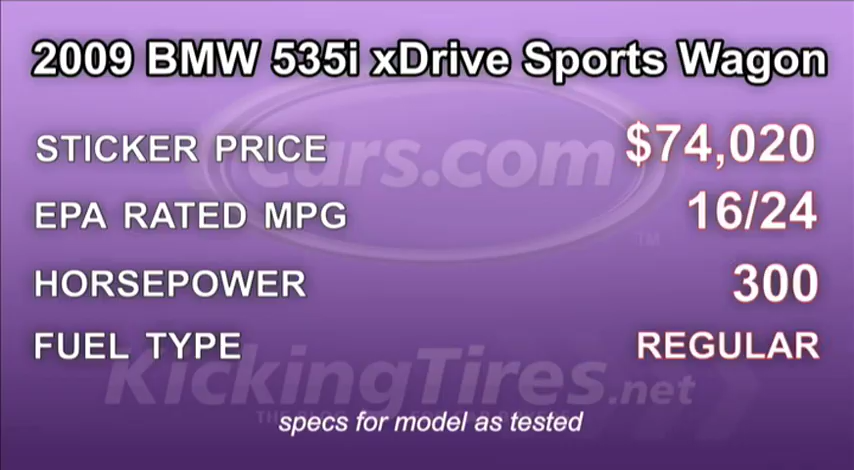 2009 BMW 535i xDrive Sports Wagon
cars.com
STICKER PRICE $74,020
TM
EPA RATED MPG 16/24
HORSEPOWER 300
FUEL TYPE REGULAR
KickingTires.net
specs for model as tested